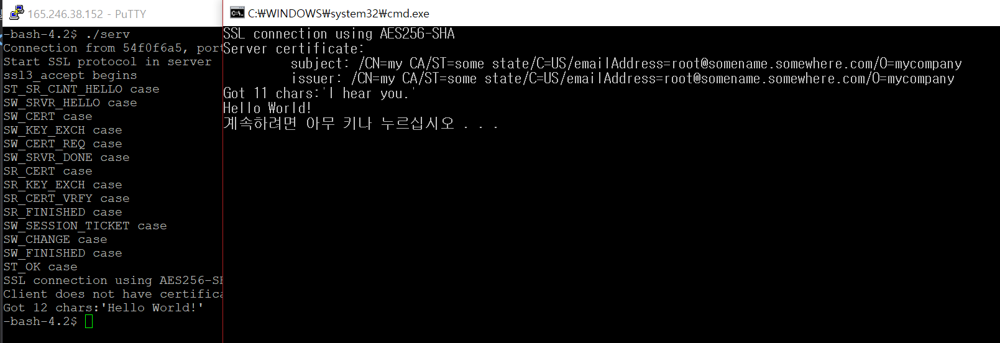 165.246.38.152 - PuTTY
-bash-4.2$ ./serv
Connection from 54f0f6a5, port
Start SSL protocol in server
ssl3_accept begins
ST_SR_CLNT_HELLO case
SW_SRVR_HELLO case
SW_CERT case
SW_KEY_EXCH case
SW_CERT_REQ case
SW_SRVR_DONE case
SR_CERT case
SR_KEY_EXCH case
SR_CERT_VRFY case
SR_FINISHED case
SW_SESSION_TICKET case
SW_CHANGE case
SW_FINISHED case
ST_OK case
SSL connection using AES256-SH
Client does not have certifica
Got 12 chars:'Hello World!'
-bash-4.2$
C:₩WINDOWS₩system32₩cmd.exe
SSL connection using AES256-SHA
Server certificate:
subject: /CN=my CA/ST=some state/C=US/emailAddress=root@somename.somewhere.com/O=mycompany
issuer: /CN=my CA/ST=some state/C=US/emailAddress=root@somename.somewhere.com/O=mycompany
Got 11 chars:'I hear you.'
Hello World!
계속하려면 아무 키나 누르십시오 . . .